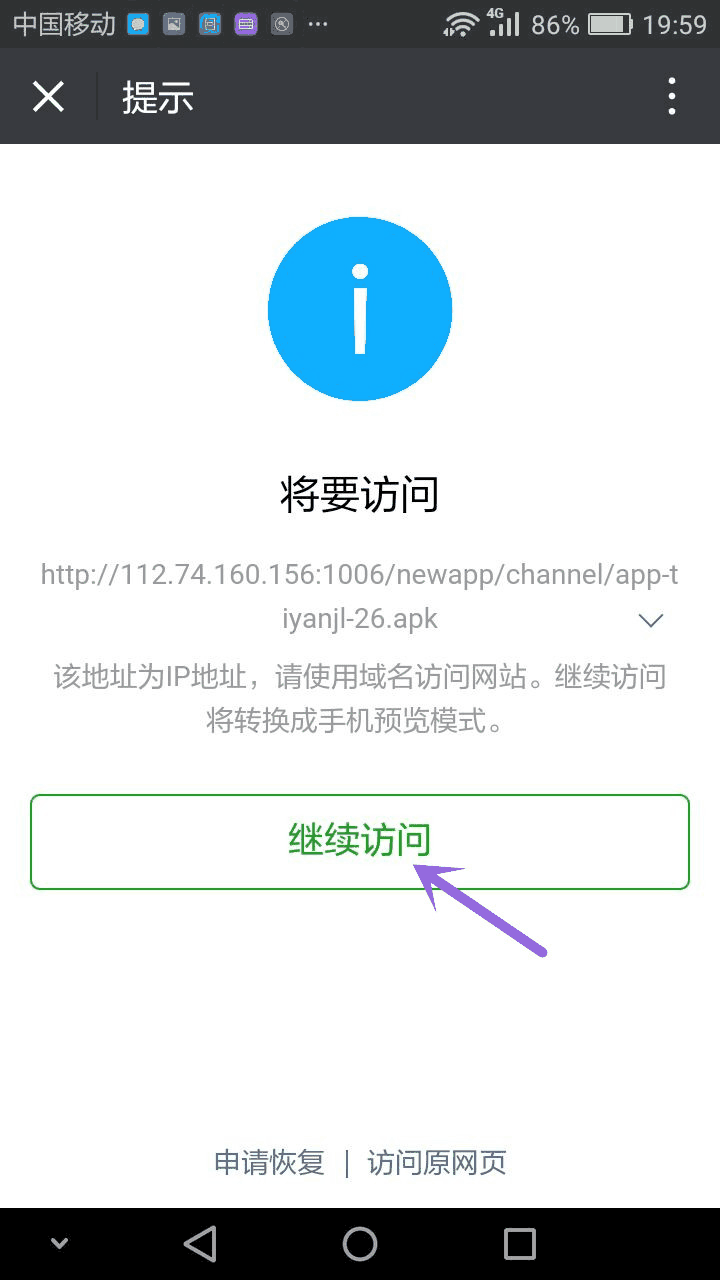 中国移动 4G 86% 19:59
提示
将要访问
http://112.74.160.156:1006/newapp/channel/app-t
iyanjl-26.apk
该地址为IP地址，请使用域名访问网站。继续访问
将转换成手机预览模式。
继续访问
申请恢复 | 访问原网页